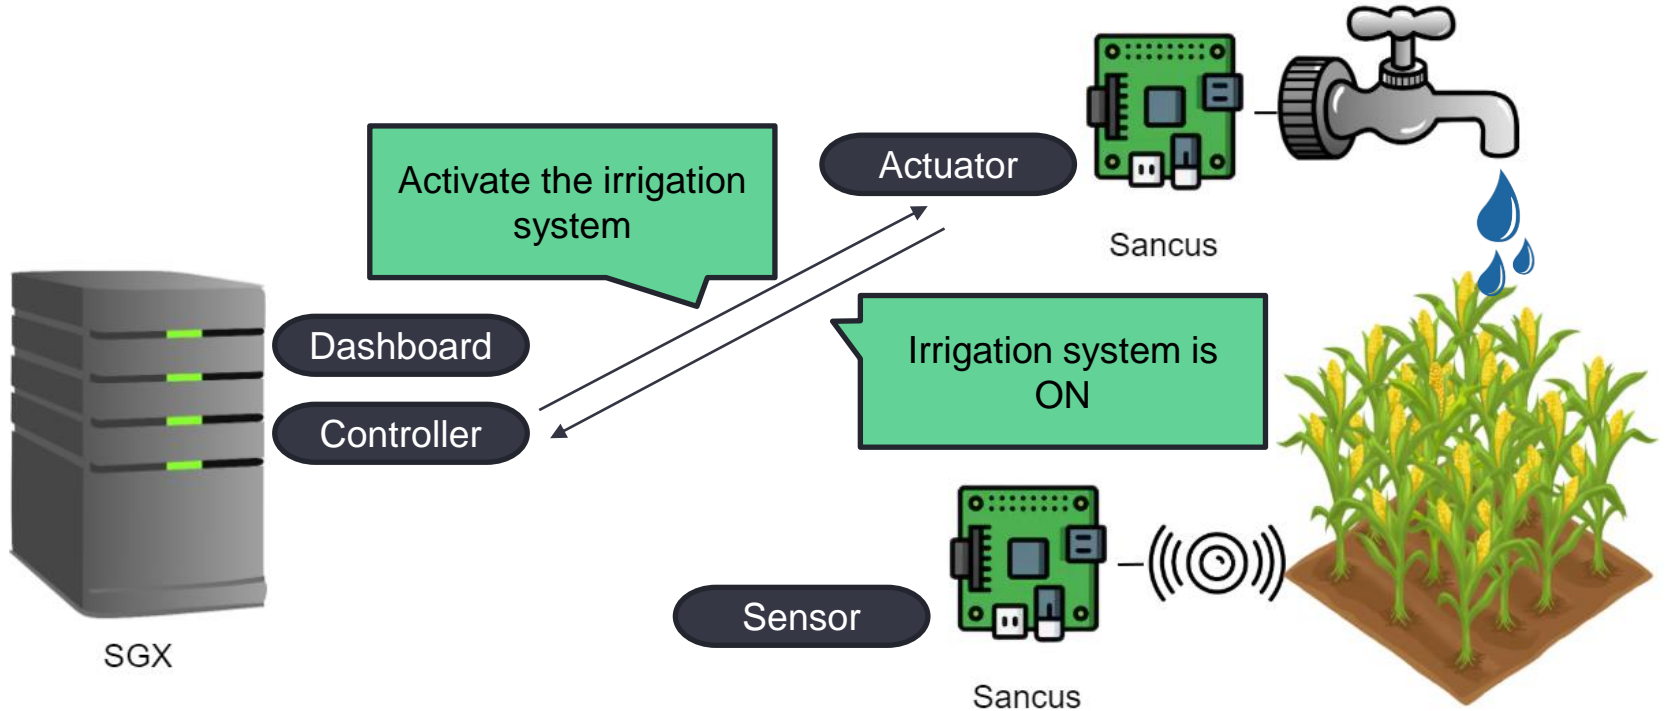 Activate the irrigation
system
Actuator
Sancus
Dashboard
Controller
Irrigation system is
ON
Sensor
SGX
Sancus